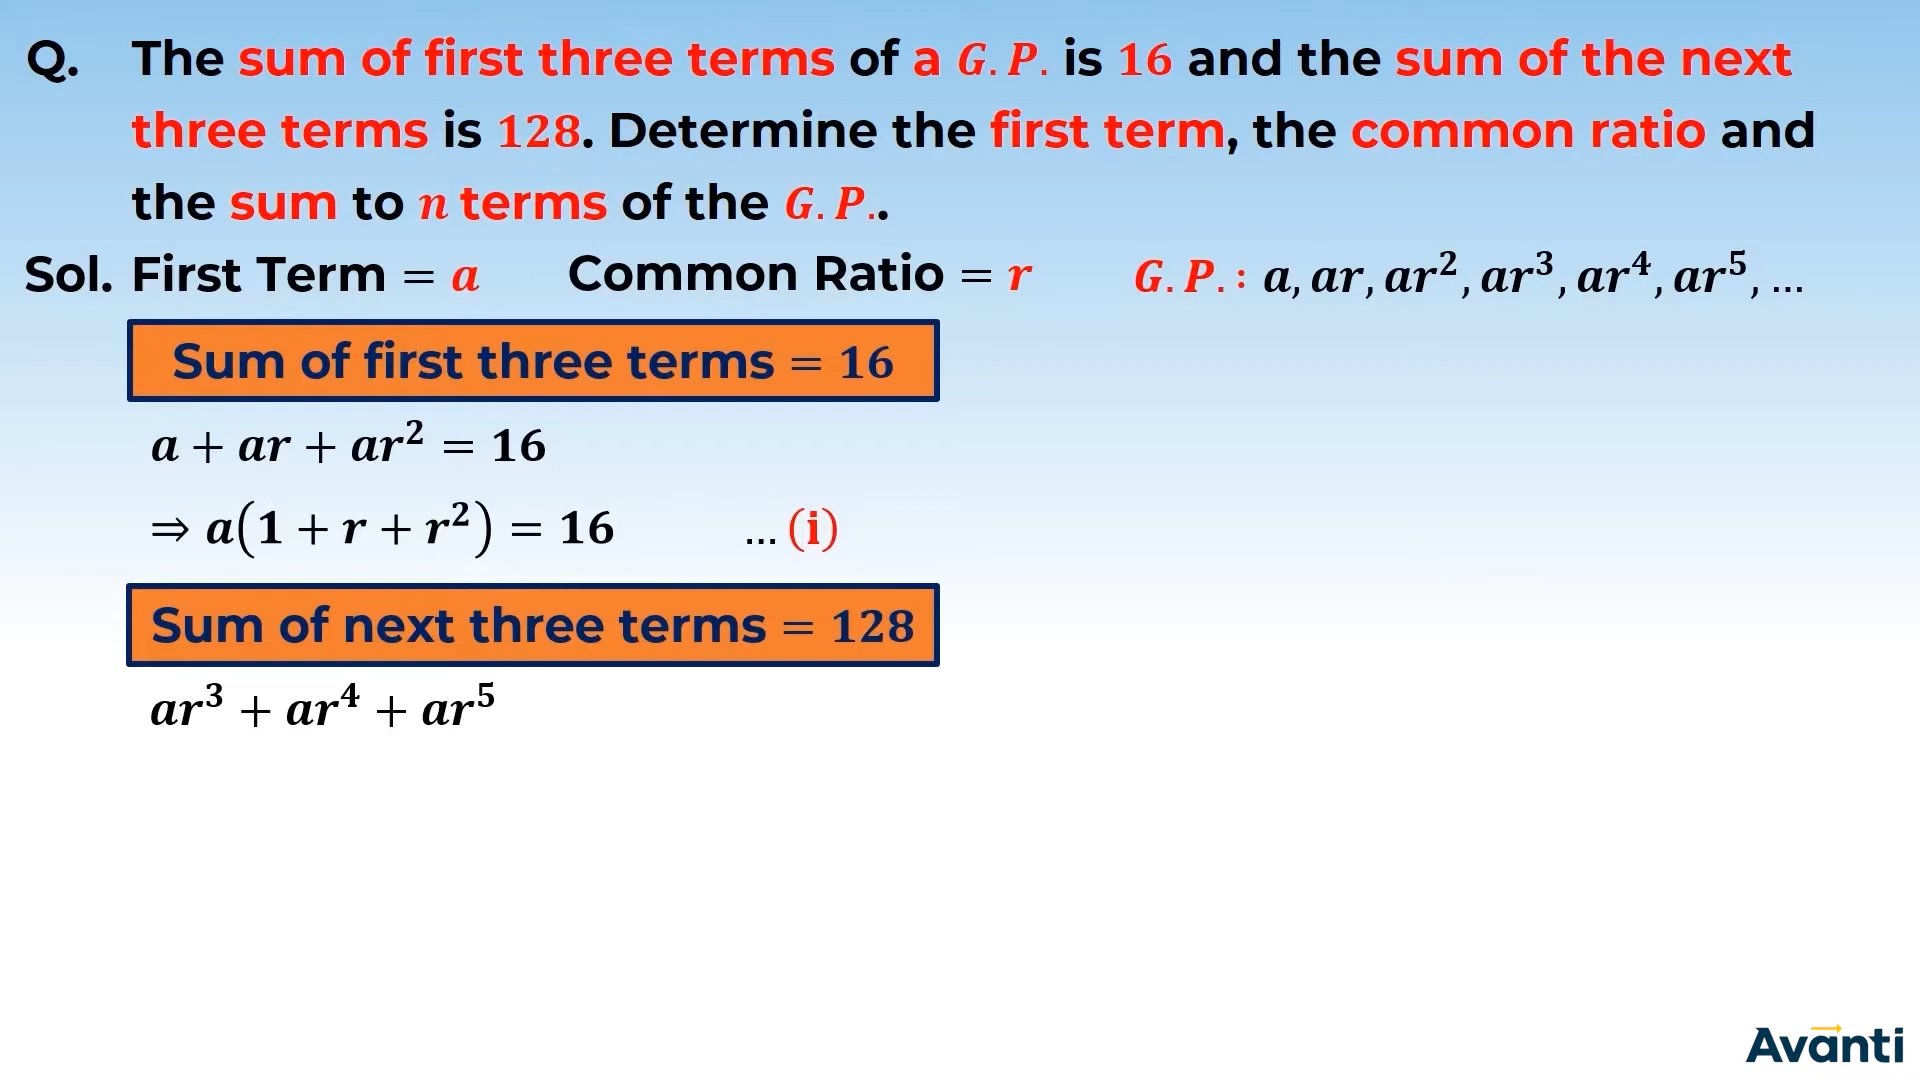 Q. The sum of first three terms of a G.P. is 16 and the sum of the next
three terms is 128. Determine the first term, the common ratio and
the sum to n terms of the G.P..
Sol. First Term = a Common Ratio = r G.P.: a, ar, ar², ar³, ar⁴, ar⁵, ...
Sum of first three terms = 16
a + ar + ar² = 16
⇒ a(1 + r + r²) = 16 ... (i)
Sum of next three terms = 128
ar³ + ar⁴ + ar⁵
Avanti